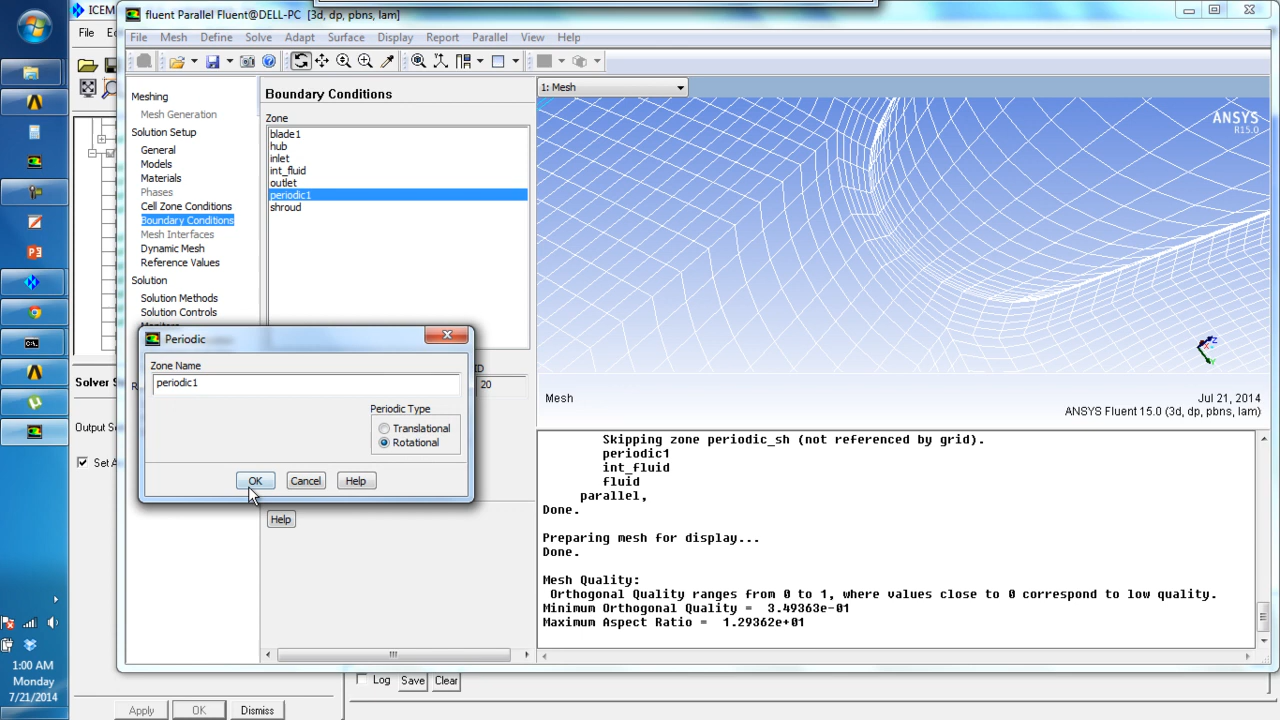 ICEM
fluent Parallel Fluent@DELL-PC [3d, dp, pbns, lam]
File
File Mesh Define Solve Adapt Surface Display Report Parallel View Help
Boundary Conditions
1: Mesh
Meshing
Mesh Generation
Solution Setup
General
Models
Materials
Phases
Cell Zone Conditions
Boundary Conditions
Mesh Interfaces
Dynamic Mesh
Reference Values
Solution
Solution Methods
Solution Controls
Zone
blade1
hub
inlet
int_fluid
outlet
periodic1
shroud
ANSYS
R15.0
Periodic
Zone Name
periodic1
Periodic Type
Translational
Rotational
OK Cancel Help
ID
20
Help
Mesh
Jul 21, 2014
ANSYS Fluent 15.0 (3d, dp, pbns, lam)
Skipping zone periodic_sh (not referenced by grid).
periodic1
int_fluid
fluid
parallel,
Done.
Preparing mesh for display...
Done.
Mesh Quality:
Orthogonal Quality ranges from 0 to 1, where values close to 0 correspond to low quality.
Minimum Orthogonal Quality = 3.49363e-01
Maximum Aspect Ratio = 1.29362e+01
Solver
Output
Set A
Log Save Clear
Apply OK Dismiss
1:00 AM
Monday
7/21/2014